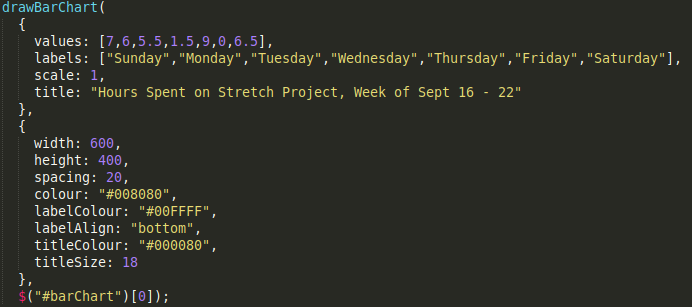 drawBarChart(
{
values: [7,6,5.5,1.5,9,0,6.5],
labels: ["Sunday","Monday","Tuesday","Wednesday","Thursday","Friday","Saturday"],
scale: 1,
title: "Hours Spent on Stretch Project, Week of Sept 16 - 22"
},
{
width: 600,
height: 400,
spacing: 20,
colour: "#008080",
labelColour: "#00FFFF",
labelAlign: "bottom",
titleColour: "#000080",
titleSize: 18
},
$("#barChart")[0]);